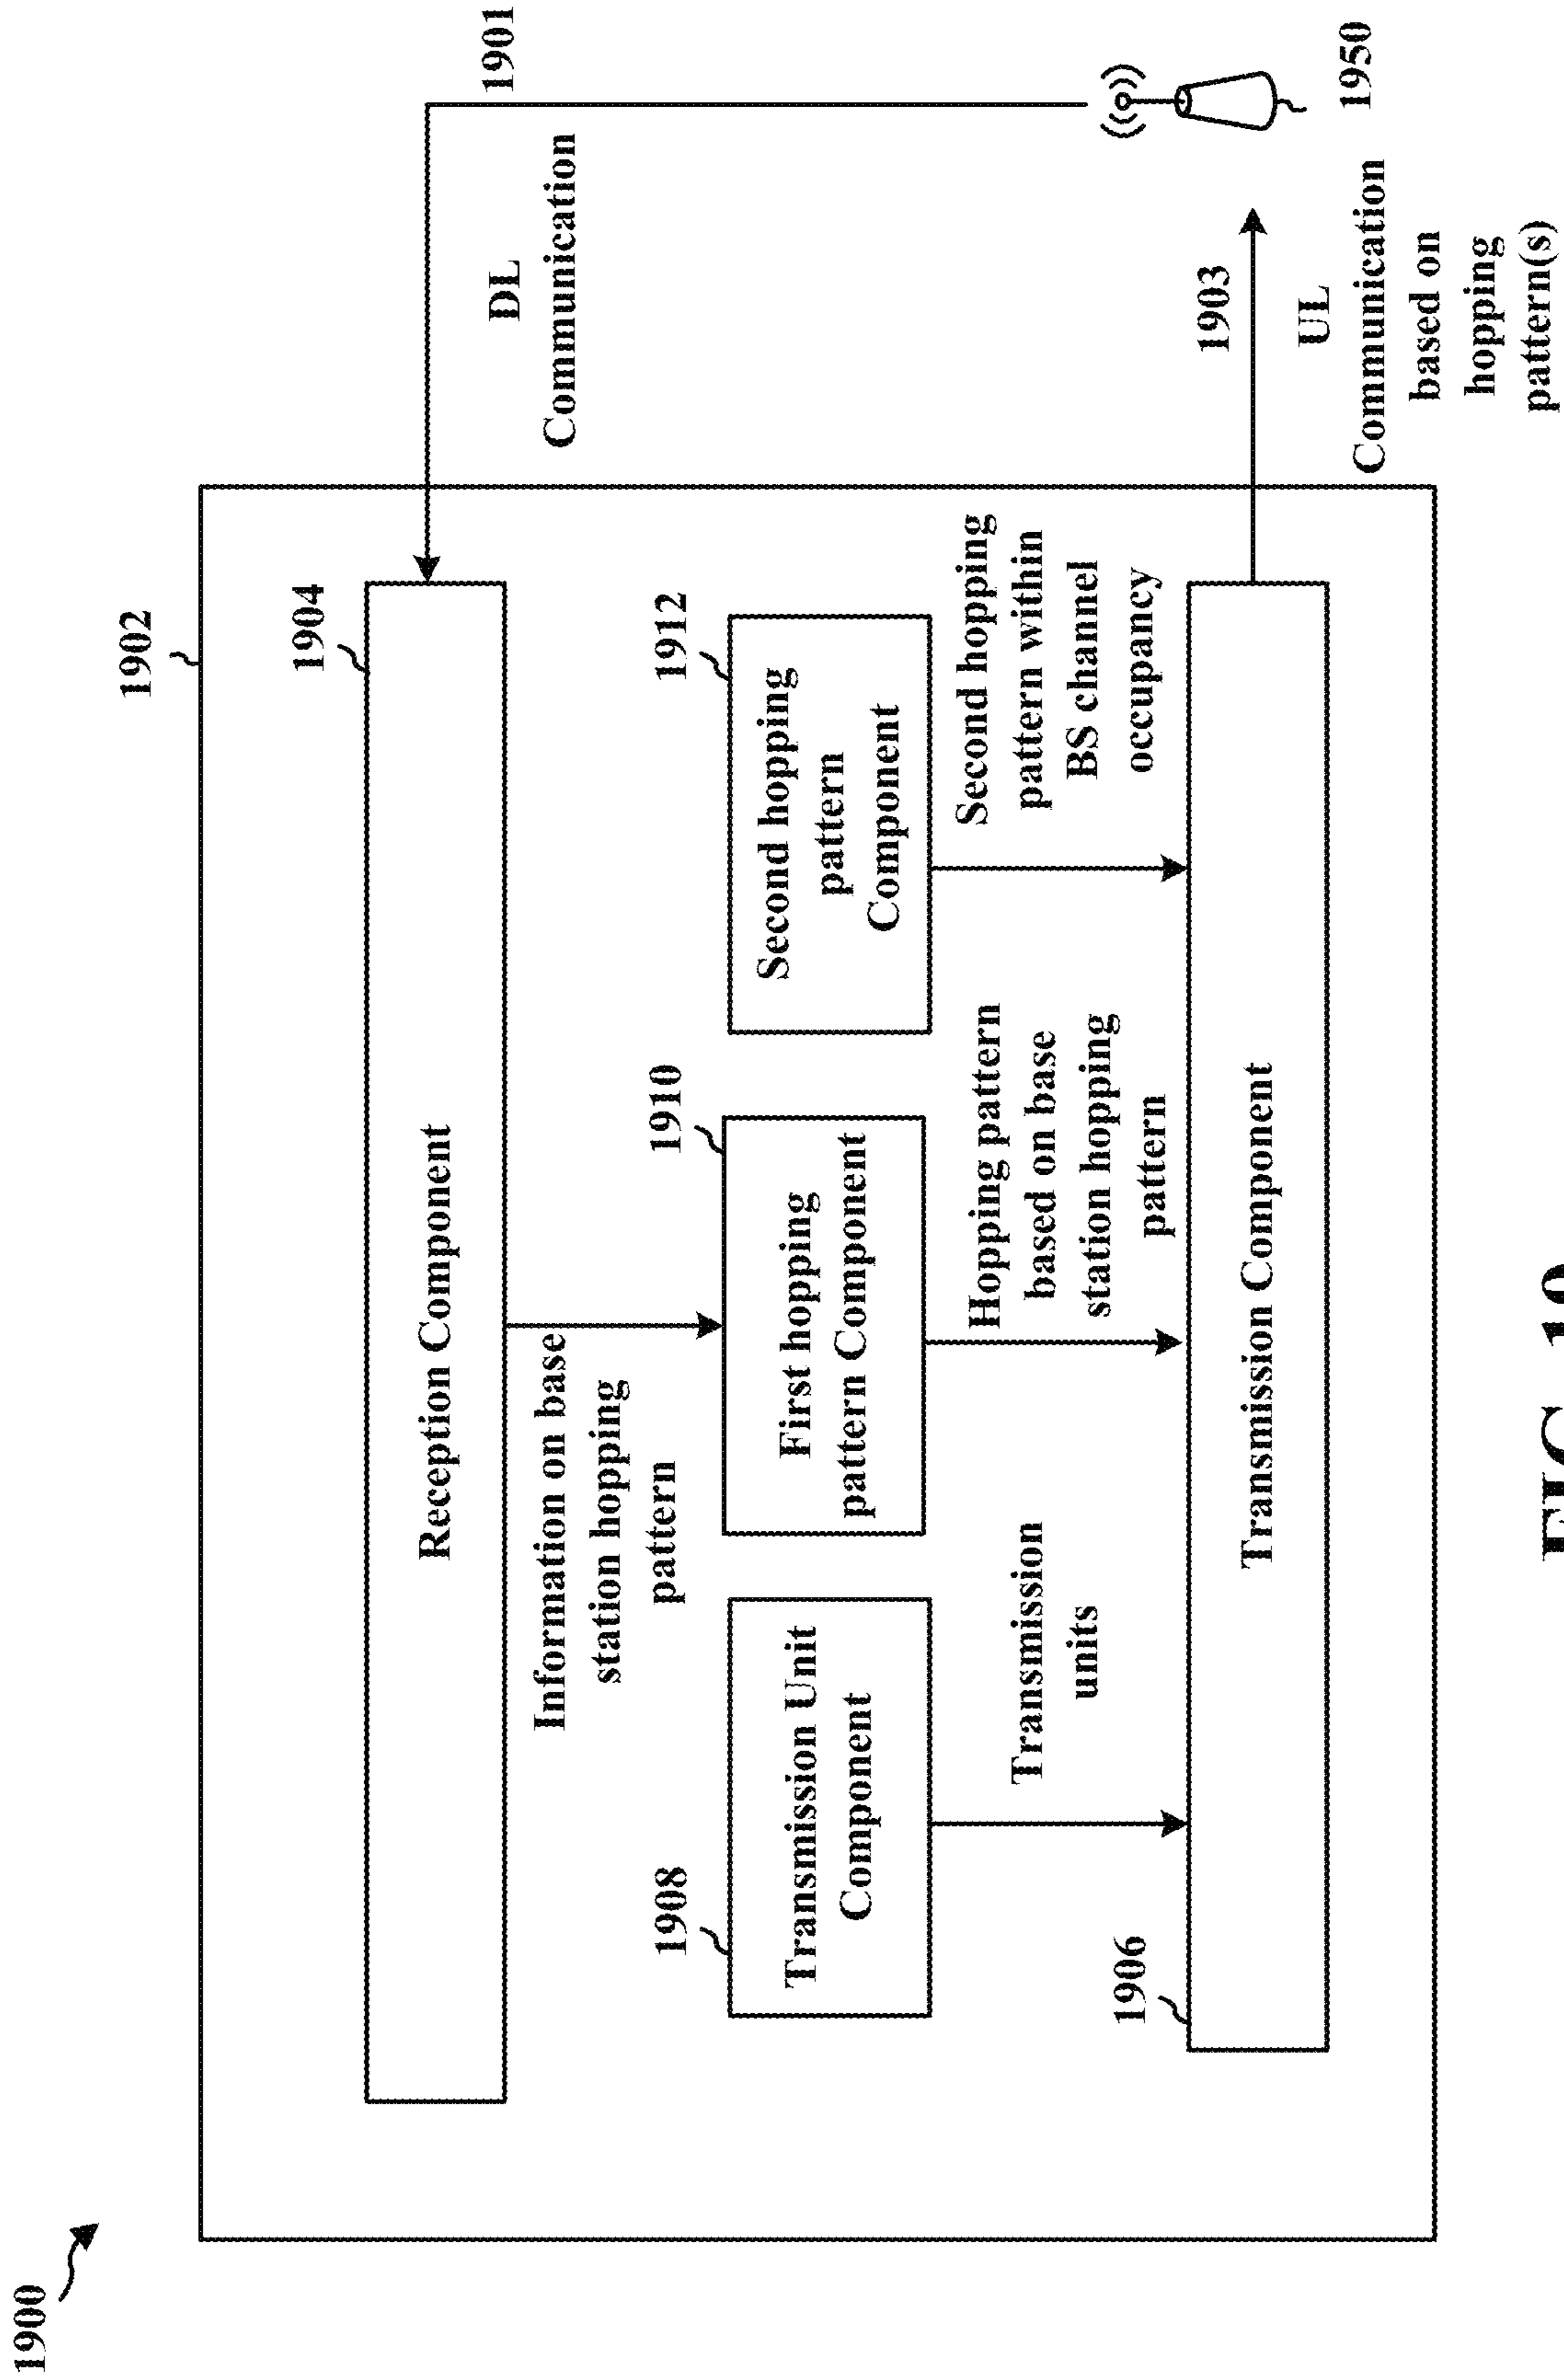 1900
1902
1904
Reception Component
DL
Communication
1901
Information on base
station hopping
pattern
1908
Transmission Unit
Component
1910
First hopping
pattern Component
1912
Second hopping
pattern
Component
Transmission
units
Hopping pattern
based on base
station hopping
pattern
Second hopping
pattern within
BS channel
occupancy
1906
Transmission Component
1903
UL
Communication
based on
hopping
pattern(s)
1950